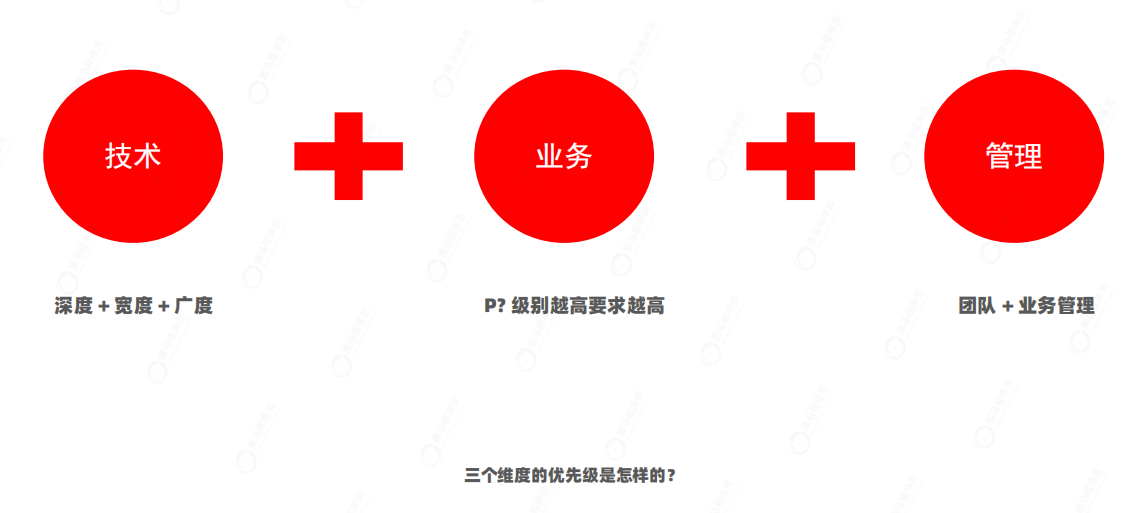 技术
业务
管理
深度 + 宽度 + 广度
P? 级别越高要求越高
团队 + 业务管理
三个维度的优先级是怎样的?